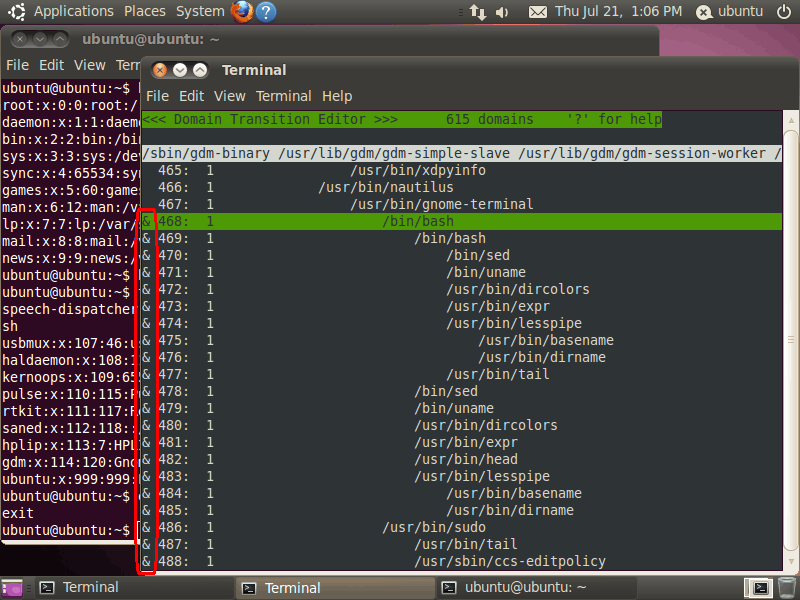 Applications Places System ? Thu Jul 21, 1:06 PM ubuntu
ubuntu@ubuntu: ~
File Edit View Term
ubuntu@ubuntu:~$
root:x:0:0:root:/
daemon:x:1:1:daem
bin:x:2:2:bin:/bin
sys:x:3:3:sys:/de
sync:x:4:65534:syn
games:x:5:60:game
man:x:6:12:man:/v
lp:x:7:7:lp:/var/
mail:x:8:8:mail:/
news:x:9:9:news:/
ubuntu@ubuntu:~$
ubuntu@ubuntu:~$
speech-dispatcher
sh
usbmux:x:107:46:u
haldaemon:x:108:1
kernoops:x:109:65
pulse:x:110:115:P
rtkit:x:111:117:R
saned:x:112:118::
hplip:x:113:7:HPL
gdm:x:114:120:Gno
ubuntu:x:999:999:
ubuntu@ubuntu:~$
exit
ubuntu@ubuntu:~$
Terminal
File Edit View Terminal Help
<<< Domain Transition Editor >>> 615 domains '?' for help
/sbin/gdm-binary /usr/lib/gdm/gdm-simple-slave /usr/lib/gdm/gdm-session-worker /
465: 1 /usr/bin/xdpyinfo
466: 1 /usr/bin/nautilus
467: 1 /usr/bin/gnome-terminal
& 468: 1 /bin/bash
& 469: 1 /bin/bash
& 470: 1 /bin/sed
& 471: 1 /bin/uname
& 472: 1 /usr/bin/dircolors
& 473: 1 /usr/bin/expr
& 474: 1 /usr/bin/lesspipe
& 475: 1 /usr/bin/basename
& 476: 1 /usr/bin/dirname
& 477: 1 /usr/bin/tail
& 478: 1 /bin/sed
& 479: 1 /bin/uname
& 480: 1 /usr/bin/dircolors
& 481: 1 /usr/bin/expr
& 482: 1 /usr/bin/head
& 483: 1 /usr/bin/lesspipe
& 484: 1 /usr/bin/basename
& 485: 1 /usr/bin/dirname
& 486: 1 /usr/bin/sudo
& 487: 1 /usr/bin/tail
& 488: 1 /usr/sbin/ccs-editpolicy
Terminal Terminal ubuntu@ubuntu: ~